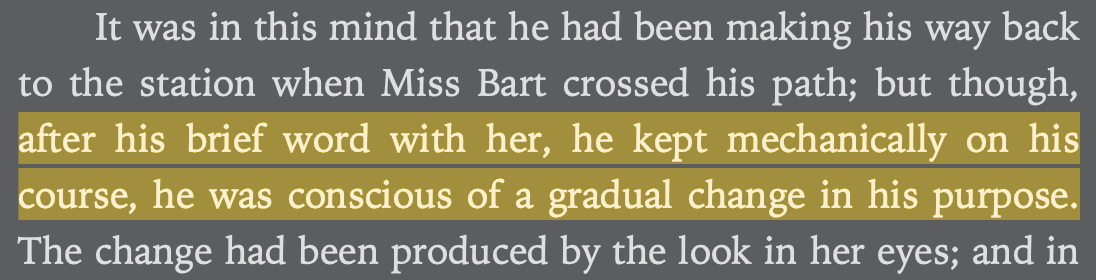 It was in this mind that he had been making his way back
to the station when Miss Bart crossed his path; but though,
after his brief word with her, he kept mechanically on his
course, he was conscious of a gradual change in his purpose.
The change had been produced by the look in her eyes; and in